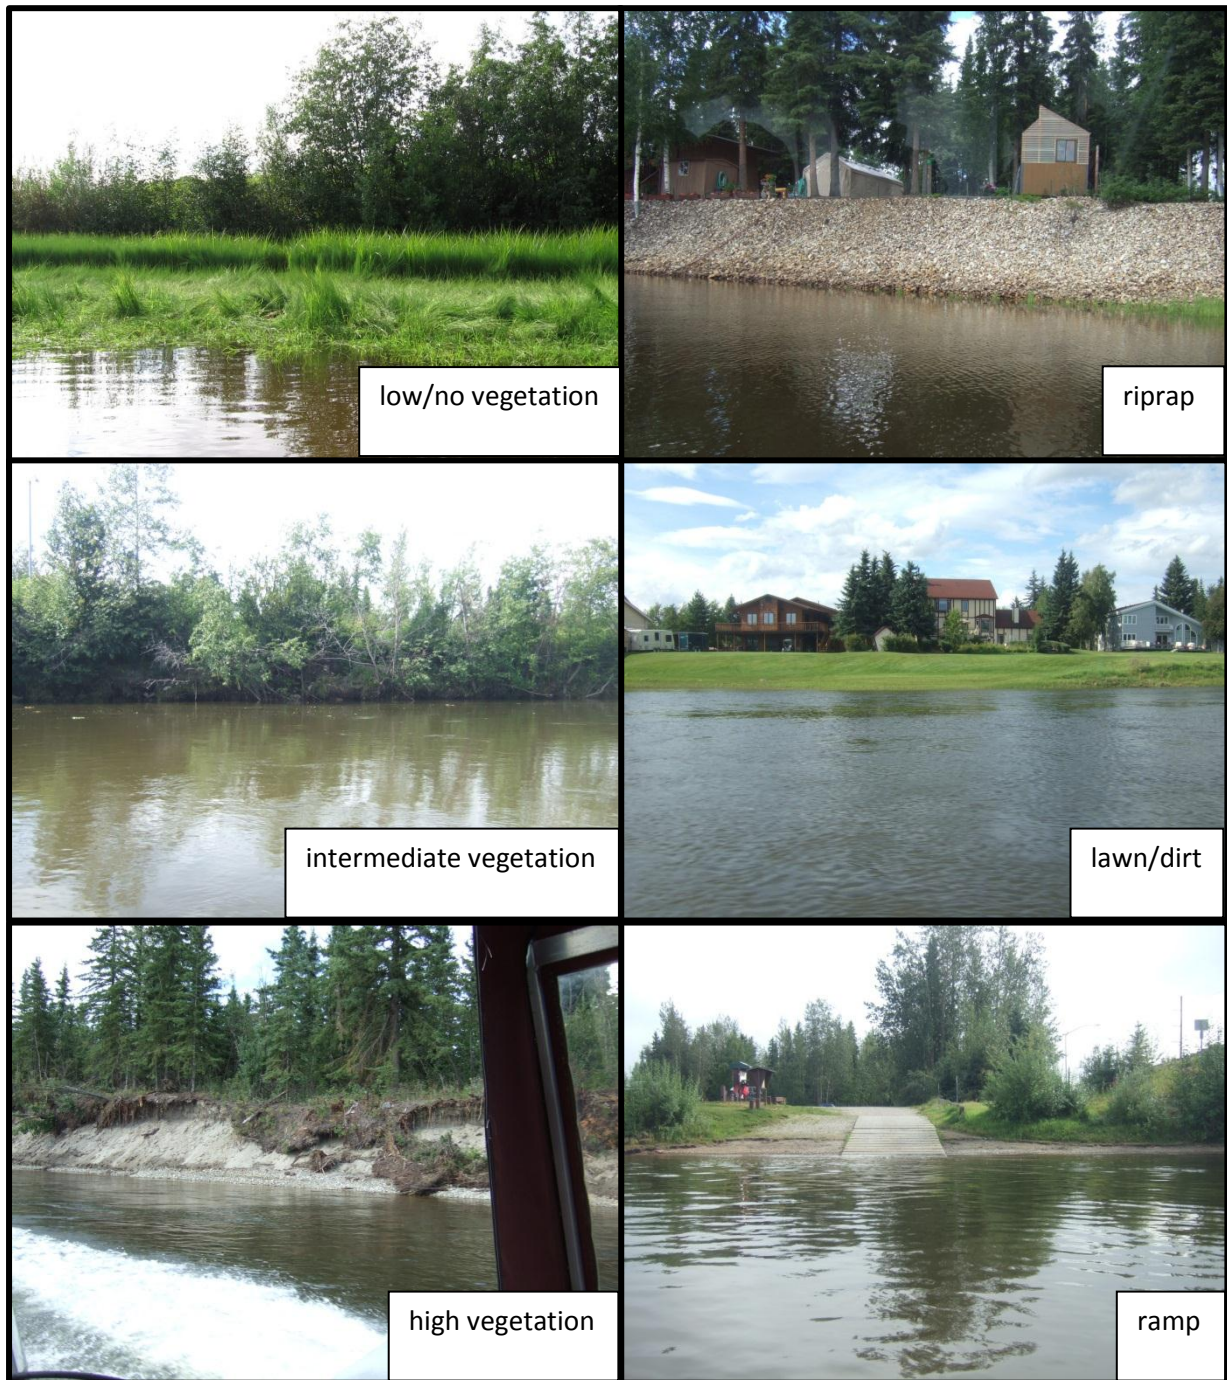 low/no vegetation
riprap
intermediate vegetation
lawn/dirt
high vegetation
ramp